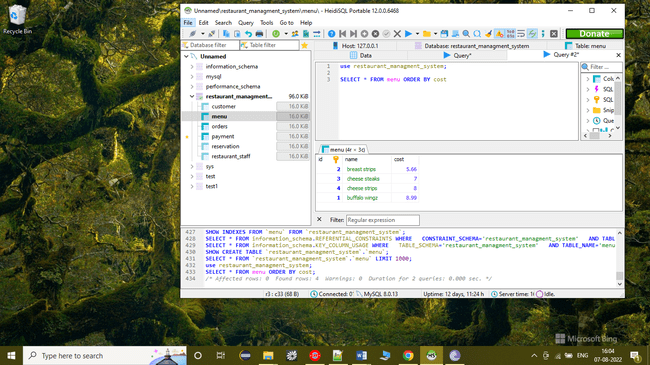 Recycle Bin
Unnamed\restaurant_managment_system\menu\ - HeidiSQL Portable 12.0.0.6468
File Edit Search Query Tools Go to Help
Donate
Database filter Table filter
Host: 127.0.0.1 Database: restaurant_managment_system Table: menu
Data Query* Query #2*
Unnamed
information_schema
mysql
performance_schema
restaurant_managment... 96.0 KiB
customer 16.0 KiB
menu 16.0 KiB
orders 16.0 KiB
payment 16.0 KiB
reservation 16.0 KiB
restaurant_staff 16.0 KiB
sys
test
test1
1 use restaurant_managment_system;
2
3 SELECT * FROM menu ORDER BY cost
Filter ...
Colu
SQL
SQL
Snip
Que
menu (4r × 3c)
id name cost
2 breast strips 5.66
3 cheese steaks 7
4 cheese strips 8
1 buffalo wings 8.99
Filter: Regular expression
427 SHOW INDEXES FROM `menu` FROM `restaurant_managment_system`;
428 SELECT * FROM information_schema.REFERENTIAL_CONSTRAINTS WHERE CONSTRAINT_SCHEMA='restaurant_managment_system' AND TABL
429 SELECT * FROM information_schema.KEY_COLUMN_USAGE WHERE TABLE_SCHEMA='restaurant_managment_system' AND TABLE_NAME='menu
430 SHOW CREATE TABLE `restaurant_managment_system`.`menu`;
431 SELECT * FROM `restaurant_managment_system`.`menu` LIMIT 1000;
432 use restaurant_managment_system;
433 SELECT * FROM menu ORDER BY cost;
434 /* Affected rows: 0 Found rows: 4 Warnings: 0 Duration for 2 queries: 0.000 sec. */
r3 : c33 (68 B) Connected: 0 MySQL 8.0.13 Uptime: 12 days, 11:24 h Server time: 1 Idle.
Microsoft Bing
Type here to search
ENG
16:04
07-08-2022